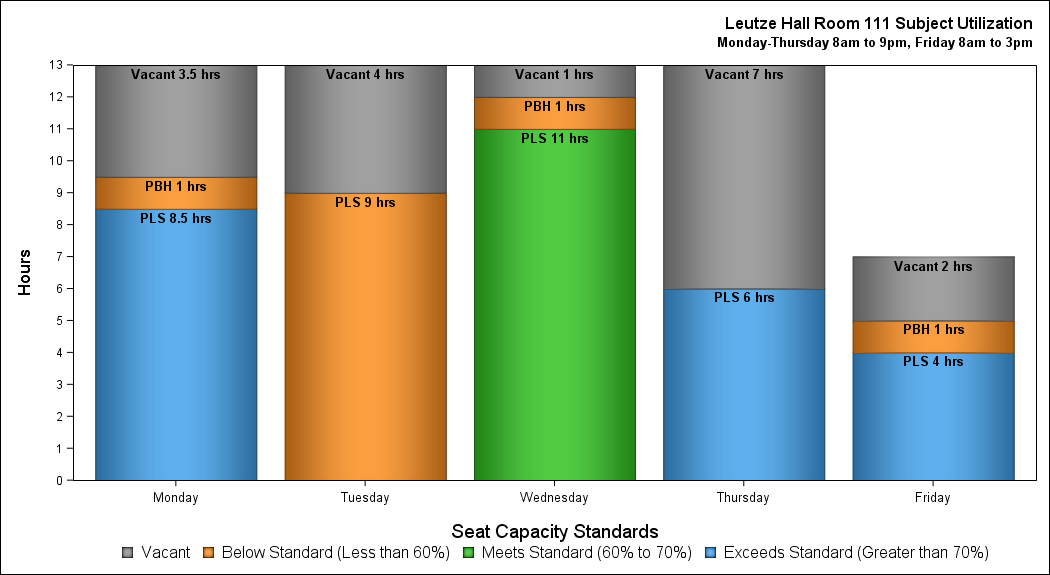 Leutze Hall Room 111 Subject Utilization
Monday-Thursday 8am to 9pm, Friday 8am to 3pm
Hours
13
12
11
10
9
8
7
6
5
4
3
2
1
0
Vacant 3.5 hrs
PBH 1 hrs
PLS 8.5 hrs
Vacant 4 hrs
PLS 9 hrs
Vacant 1 hrs
PBH 1 hrs
PLS 11 hrs
Vacant 7 hrs
PLS 6 hrs
Vacant 2 hrs
PBH 1 hrs
PLS 4 hrs
Monday Tuesday Wednesday Thursday Friday
Seat Capacity Standards
Vacant Below Standard (Less than 60%) Meets Standard (60% to 70%) Exceeds Standard (Greater than 70%)